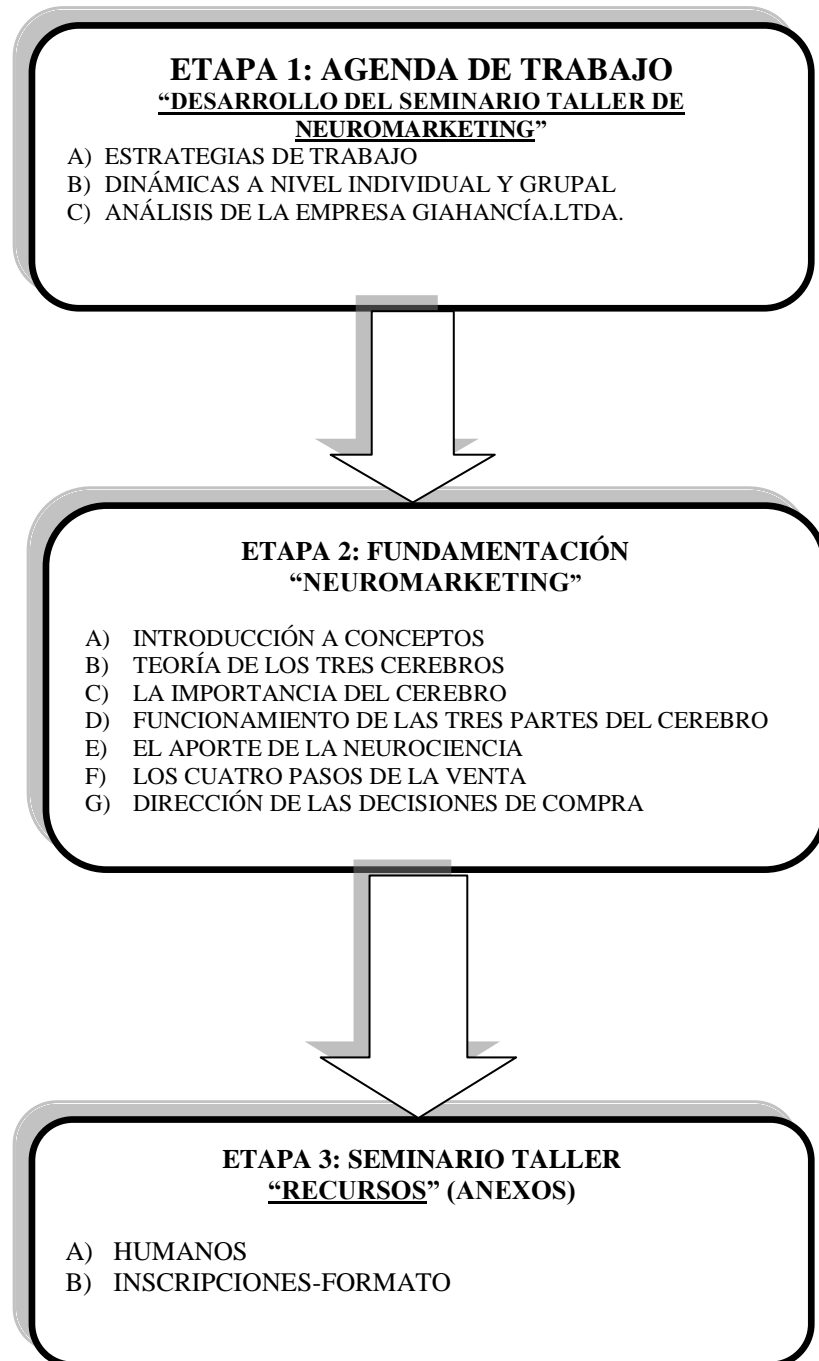 ETAPA 1: AGENDA DE TRABAJO
“DESARROLLO DEL SEMINARIO TALLER DE
NEUROMARKETING”
A) ESTRATEGIAS DE TRABAJO
B) DINÁMICAS A NIVEL INDIVIDUAL Y GRUPAL
C) ANÁLISIS DE LA EMPRESA GIAHANCÍA.LTDA.
ETAPA 2: FUNDAMENTACIÓN
“NEUROMARKETING”
A) INTRODUCCIÓN A CONCEPTOS
B) TEORÍA DE LOS TRES CEREBROS
C) LA IMPORTANCIA DEL CEREBRO
D) FUNCIONAMIENTO DE LAS TRES PARTES DEL CEREBRO
E) EL APORTE DE LA NEUROCIENCIA
F) LOS CUATRO PASOS DE LA VENTA
G) DIRECCIÓN DE LAS DECISIONES DE COMPRA
ETAPA 3: SEMINARIO TALLER
“RECURSOS” (ANEXOS)
A) HUMANOS
B) INSCRIPCIONES-FORMATO